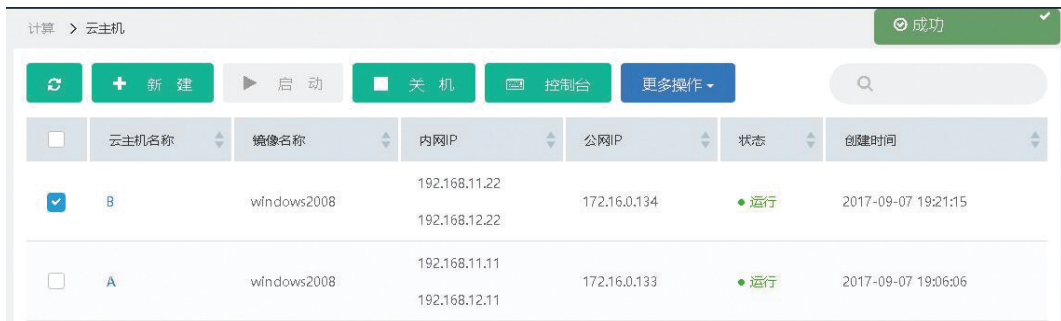 计算 > 云主机
成功
新 建 启 动 关 机 控制台 更多操作
云主机名称 镜像名称 内网IP 公网IP 状态 创建时间
192.168.11.22
B windows2008 172.16.0.134 运行 2017-09-07 19:21:15
192.168.12.22
192.168.11.11
A windows2008 172.16.0.133 运行 2017-09-07 19:06:06
192.168.12.11